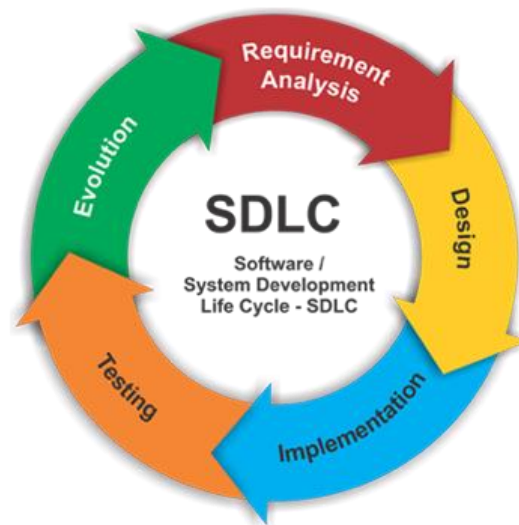 Requirement
Analysis
Design
Implementation
Testing
Evolution
SDLC
Software /
System Development
Life Cycle - SDLC